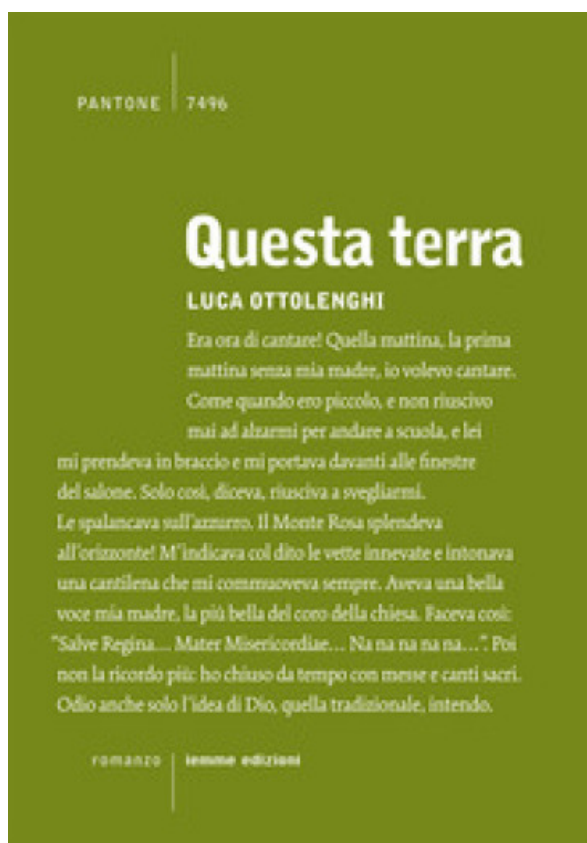 PANTONE 7496
Questa terra
LUCA OTTOLENGHI
Era ora di cantare! Quella mattina, la prima
mattina senza mia madre, io volevo cantare.
Come quando ero piccolo, e non riuscivo
mai ad alzarmi per andare a scuola, e lei
mi prendeva in braccio e mi portava davanti alle finestre
del salone. Solo così, diceva, riusciva a svegliarmi.
Le spalancava sull'azzurro. Il Monte Rosa splendeva
all'orizzonte! M'indicava col dito le vette innevate e intonava
una cantilena che mi commuoveva sempre. Aveva una bella
voce mia madre, la più bella del coro della chiesa. Faceva così:
"Salve Regina... Mater Misericordiae... Na na na na na...". Poi
non la ricordo più: ho chiuso da tempo con messe e canti sacri.
Odio anche solo l'idea di Dio, quella tradizionale, intendo.
romanzo iemme edizioni